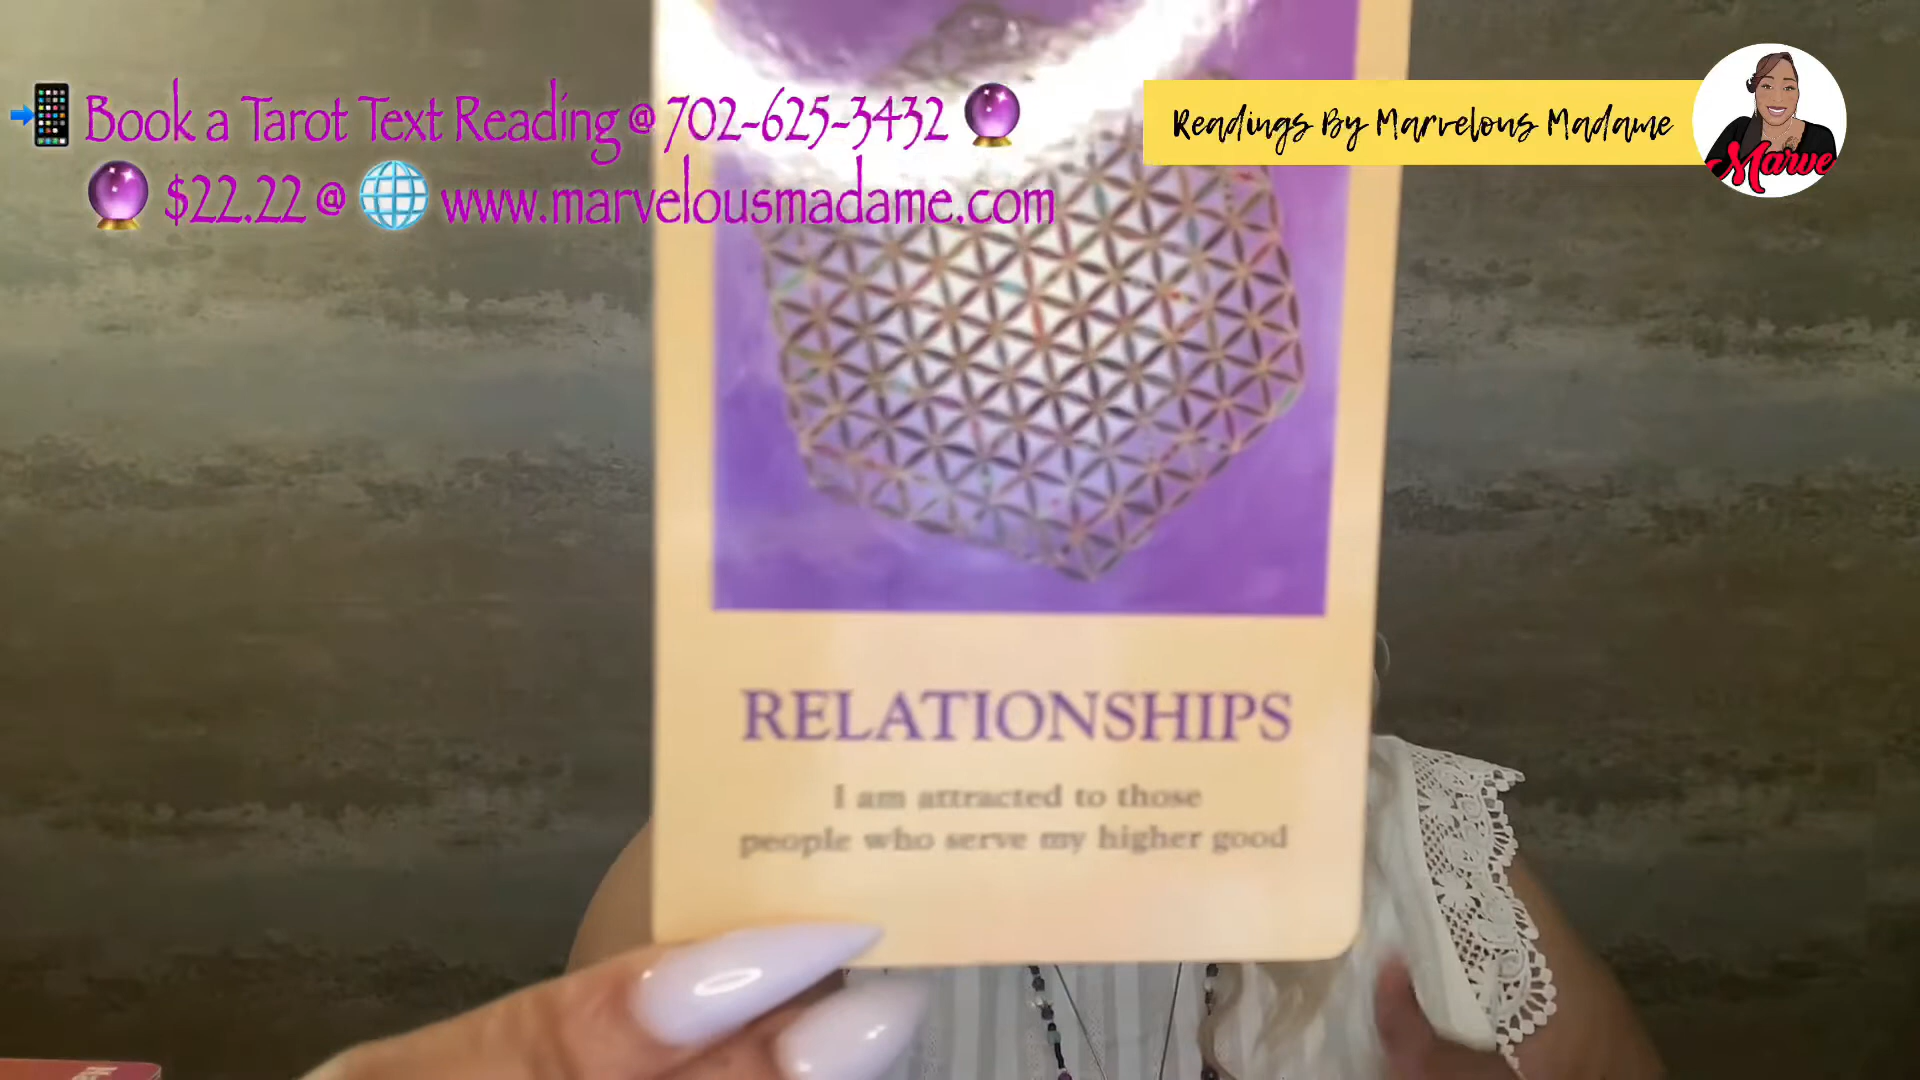 Book a Tarot Text Reading @ 702-625-3432
$22.22 @ www.marvelousmadame.com
Readings By Marvelous Madame
Marve
RELATIONSHIPS
I am attracted to those
people who serve my higher good